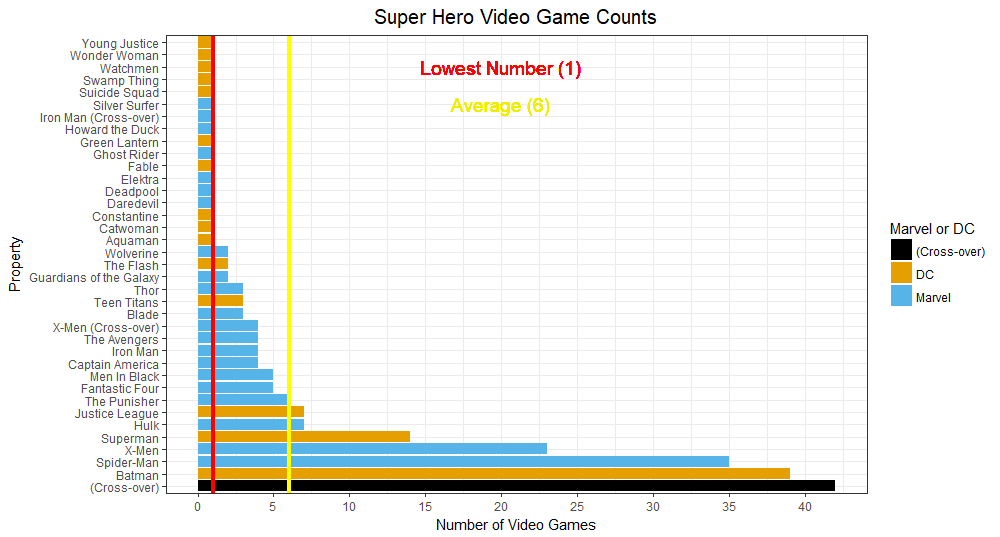 Super Hero Video Game Counts
Young Justice
Wonder Woman
Watchmen
Swamp Thing
Suicide Squad
Silver Surfer
Iron Man (Cross-over)
Howard the Duck
Green Lantern
Ghost Rider
Fable
Elektra
Deadpool
Daredevil
Constantine
Catwoman
Aquaman
Wolverine
The Flash
Guardians of the Galaxy
Thor
Teen Titans
Blade
X-Men (Cross-over)
The Avengers
Iron Man
Captain America
Men In Black
Fantastic Four
The Punisher
Justice League
Hulk
Superman
X-Men
Spider-Man
Batman
(Cross-over)
Property
Lowest Number (1)
Average (6)
0 5 10 15 20 25 30 35 40
Number of Video Games
Marvel or DC
(Cross-over)
DC
Marvel